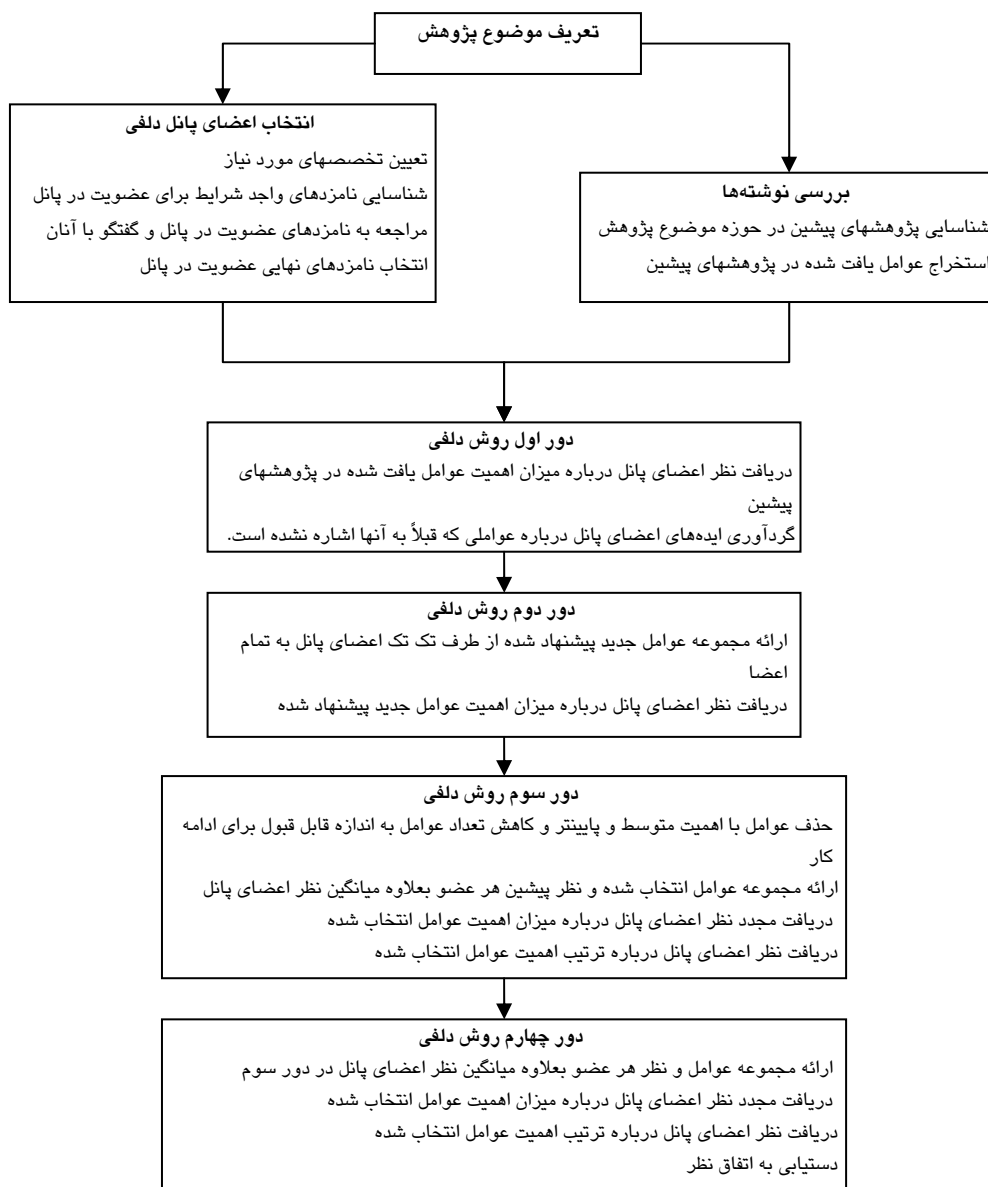 تعریف موضوع پژوهش
بررسی نوشته‌ها
شناسایی پژوهشهای پیشین در حوزه موضوع پژوهش
استخراج عوامل یافت شده در پژوهشهای پیشین
انتخاب اعضای پانل دلفی
تعیین تخصصهای مورد نیاز
شناسایی نامزدهای واجد شرایط برای عضویت در پانل
مراجعه به نامزدهای عضویت در پانل و گفتگو با آنان
انتخاب نامزدهای نهایی عضویت در پانل
دور اول روش دلفی
دریافت نظر اعضای پانل درباره میزان اهمیت عوامل یافت شده در پژوهشهای
پیشین
گردآوری ایده‌های اعضای پانل درباره عواملی که قبلاً به آنها اشاره نشده است.
دور دوم روش دلفی
ارائه مجموعه عوامل جدید پیشنهاد شده از طرف تک تک اعضای پانل به تمام
اعضا
دریافت نظر اعضای پانل درباره میزان اهمیت عوامل جدید پیشنهاد شده
دور سوم روش دلفی
حذف عوامل با اهمیت متوسط و پایینتر و کاهش تعداد عوامل به اندازه قابل قبول برای ادامه
کار
ارائه مجموعه عوامل انتخاب شده و نظر پیشین هر عضو بعلاوه میانگین نظر اعضای پانل
دریافت مجدد نظر اعضای پانل درباره میزان اهمیت عوامل انتخاب شده
دریافت نظر اعضای پانل درباره ترتیب اهمیت عوامل انتخاب شده
دور چهارم روش دلفی
ارائه مجموعه عوامل و نظر هر عضو بعلاوه میانگین نظر اعضای پانل در دور سوم
دریافت مجدد نظر اعضای پانل درباره میزان اهمیت عوامل انتخاب شده
دریافت نظر اعضای پانل درباره ترتیب اهمیت عوامل انتخاب شده
دستیابی به اتفاق نظر